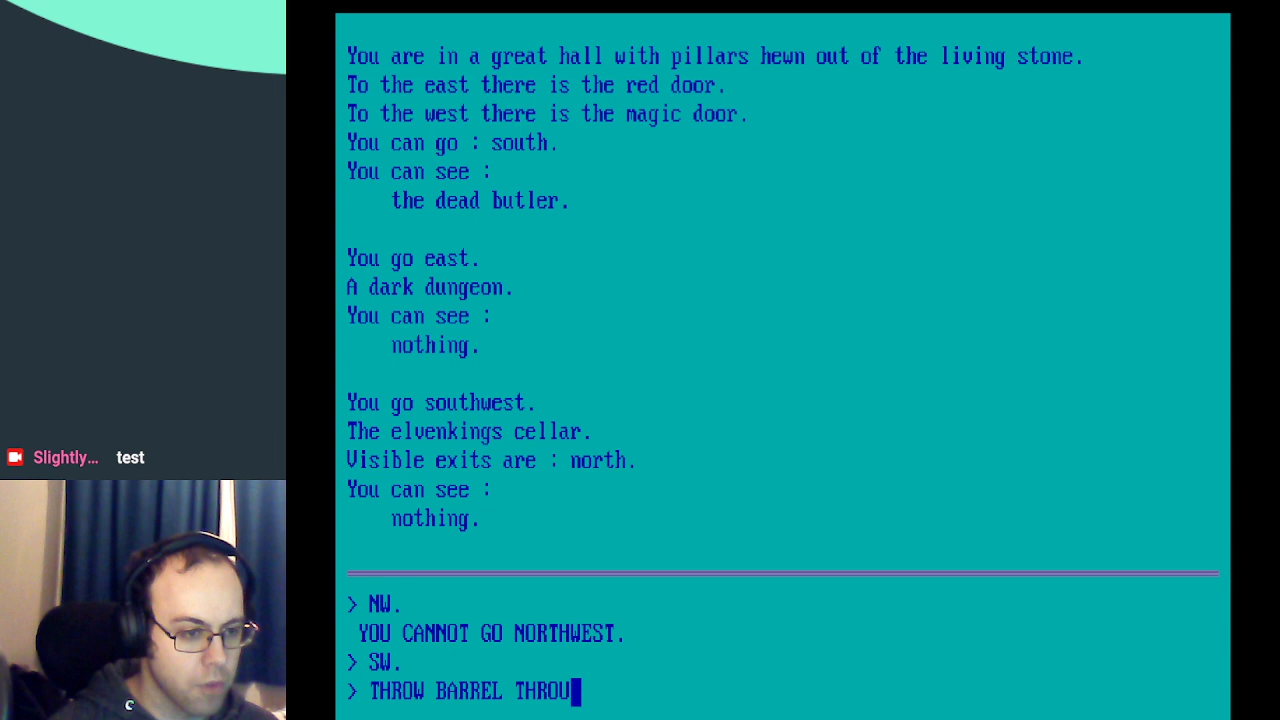 You are in a great hall with pillars hewn out of the living stone.
To the east there is the red door.
To the west there is the magic door.
You can go : south.
You can see :
the dead butler.
You go east.
A dark dungeon.
You can see :
nothing.
You go southwest.
The elvenkings cellar.
Visible exits are : north.
You can see :
nothing.
Slightly... test
> NW.
YOU CANNOT GO NORTHWEST.
> SW.
> THROW BARREL THROU